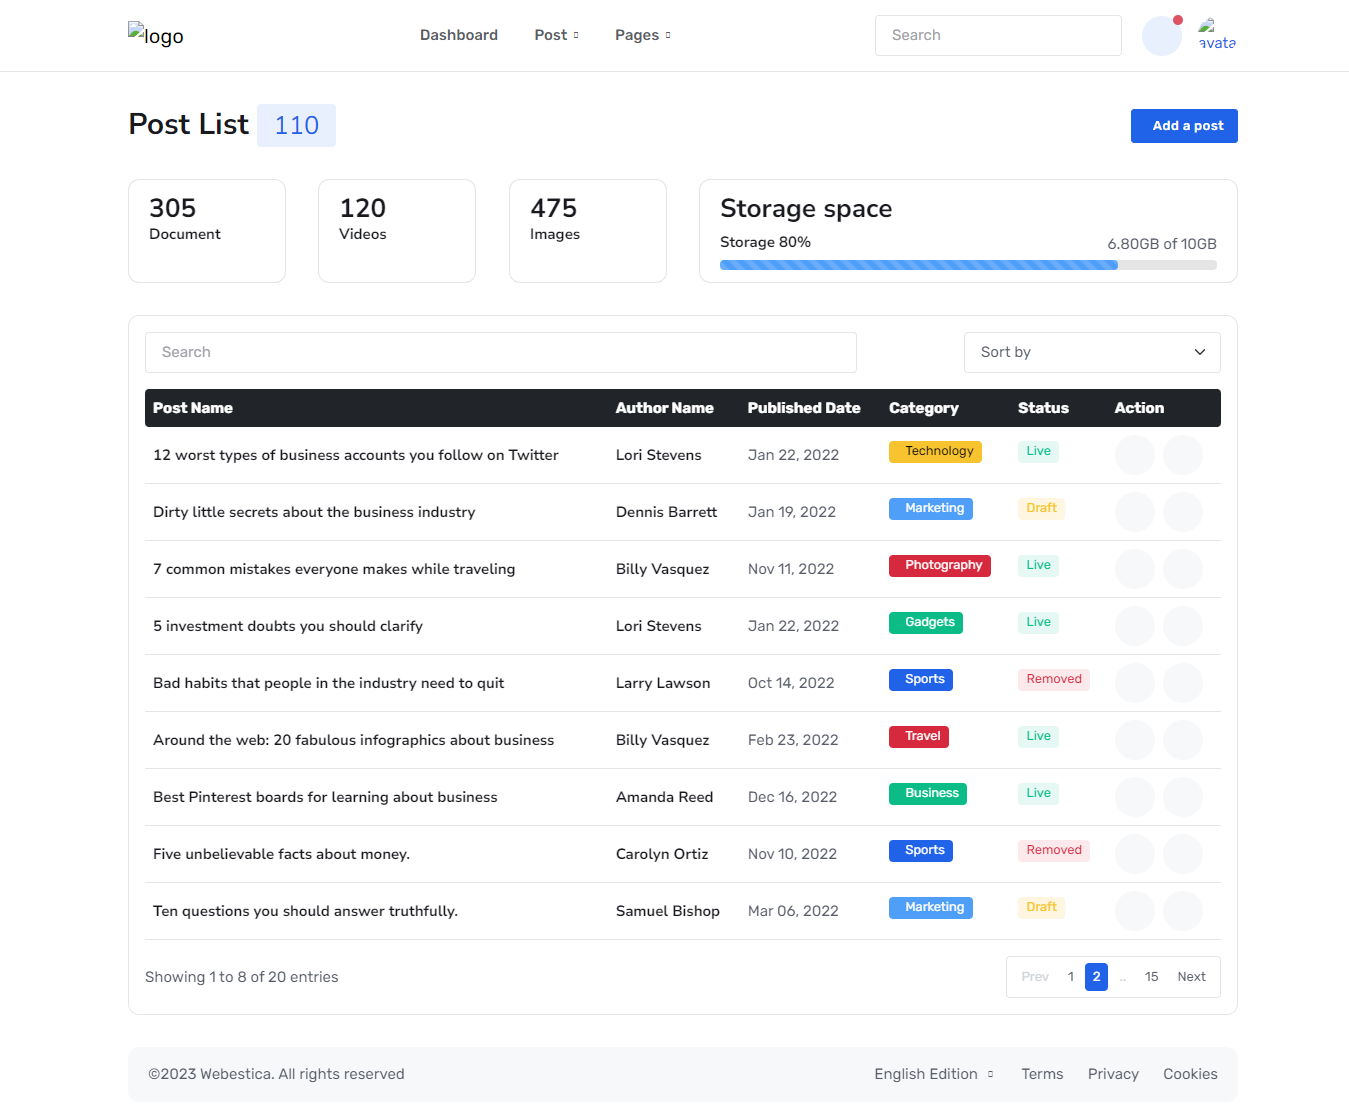 logo
Dashboard Post Pages
Search
avata
Post List 110
Add a post
305
Document
120
Videos
475
Images
Storage space
Storage 80% 6.80GB of 10GB
Search
Sort by
Post Name Author Name Published Date Category Status Action
12 worst types of business accounts you follow on Twitter Lori Stevens Jan 22, 2022 Technology Live
Dirty little secrets about the business industry Dennis Barrett Jan 19, 2022 Marketing Draft
7 common mistakes everyone makes while traveling Billy Vasquez Nov 11, 2022 Photography Live
5 investment doubts you should clarify Lori Stevens Jan 22, 2022 Gadgets Live
Bad habits that people in the industry need to quit Larry Lawson Oct 14, 2022 Sports Removed
Around the web: 20 fabulous infographics about business Billy Vasquez Feb 23, 2022 Travel Live
Best Pinterest boards for learning about business Amanda Reed Dec 16, 2022 Business Live
Five unbelievable facts about money. Carolyn Ortiz Nov 10, 2022 Sports Removed
Ten questions you should answer truthfully. Samuel Bishop Mar 06, 2022 Marketing Draft
Showing 1 to 8 of 20 entries
Prev 1 2 .. 15 Next
©2023 Webestica. All rights reserved
English Edition Terms Privacy Cookies